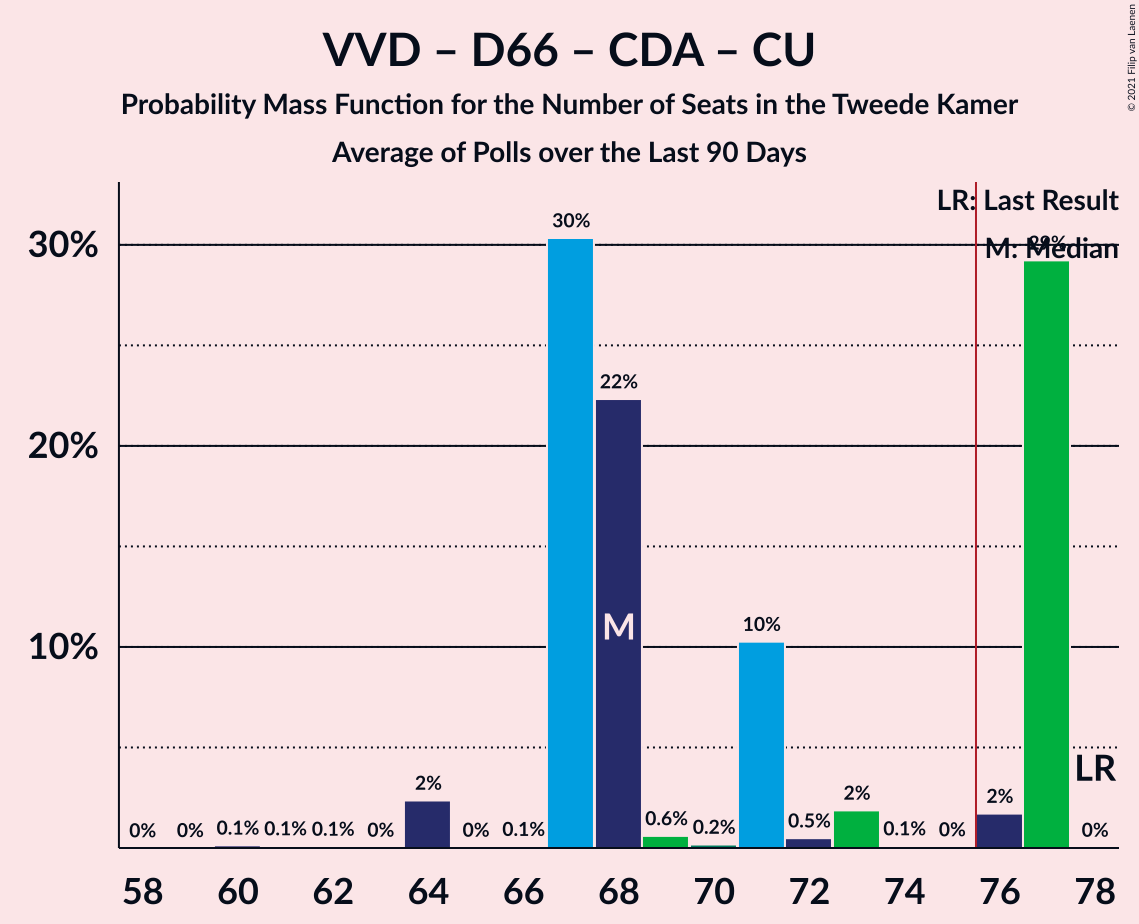 VVD – D66 – CDA – CU
Probability Mass Function for the Number of Seats in the Tweede Kamer
Average of Polls over the Last 90 Days
© 2021 Filip van Laenen
LR: Last Result
M: Median
30%
20%
10%
0% 0% 0.1% 0.1% 0.1% 0% 2% 0% 0.1% 30% 22% 0.6% 0.2% 10% 0.5% 2% 0.1% 0% 2% 29% 0%
M
LR
58 60 62 64 66 68 70 72 74 76 78